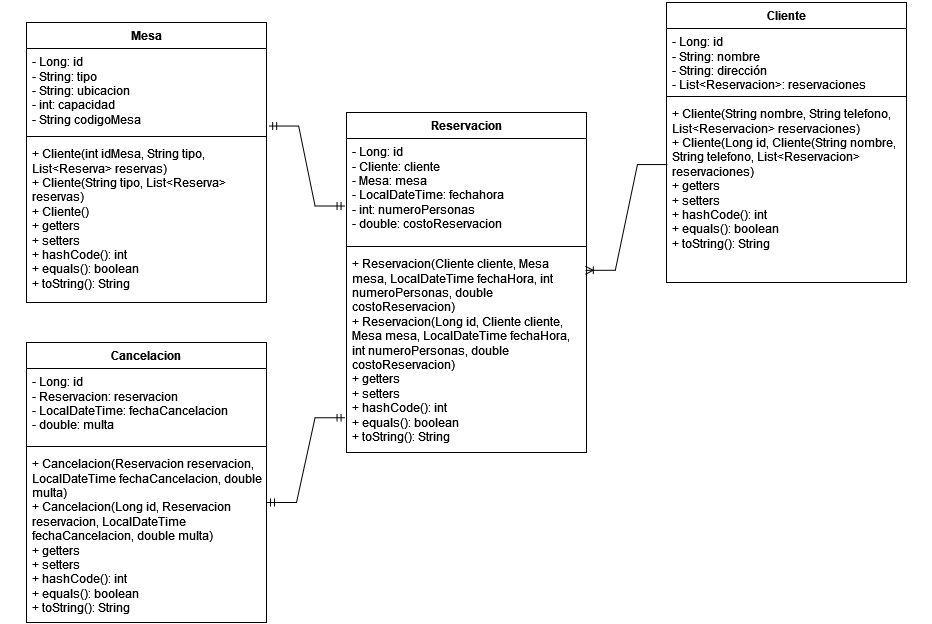 Mesa
- Long: id
- String: tipo
- String: ubicacion
- int: capacidad
- String codigoMesa
+ Cliente(int idMesa, String tipo,
List<Reserva> reservas)
+ Cliente(String tipo, List<Reserva>
reservas)
+ Cliente()
+ getters
+ setters
+ hashCode(): int
+ equals(): boolean
+ toString(): String
Cancelacion
- Long: id
- Reservacion: reservacion
- LocalDateTime: fechaCancelacion
- double: multa
+ Cancelacion(Reservacion reservacion,
LocalDateTime fechaCancelacion, double
multa)
+ Cancelacion(Long id, Reservacion
reservacion, LocalDateTime
fechaCancelacion, double multa)
+ getters
+ setters
+ hashCode(): int
+ equals(): boolean
+ toString(): String
Reservacion
- Long: id
- Cliente: cliente
- Mesa: mesa
- LocalDateTime: fechahora
- int: numeroPersonas
- double: costoReservacion
+ Reservacion(Cliente cliente, Mesa
mesa, LocalDateTime fechaHora, int
numeroPersonas, double
costoReservacion)
+ Reservacion(Long id, Cliente cliente,
Mesa mesa, LocalDateTime fechaHora,
int numeroPersonas, double
costoReservacion)
+ getters
+ setters
+ hashCode(): int
+ equals(): boolean
+ toString(): String
Cliente
- Long: id
- String: nombre
- String: dirección
- List<Reservacion>: reservaciones
+ Cliente(String nombre, String telefono,
List<Reservacion> reservaciones)
+ Cliente(Long id, Cliente(String nombre,
String telefono, List<Reservacion>
reservaciones)
+ getters
+ setters
+ hashCode(): int
+ equals(): boolean
+ toString(): String